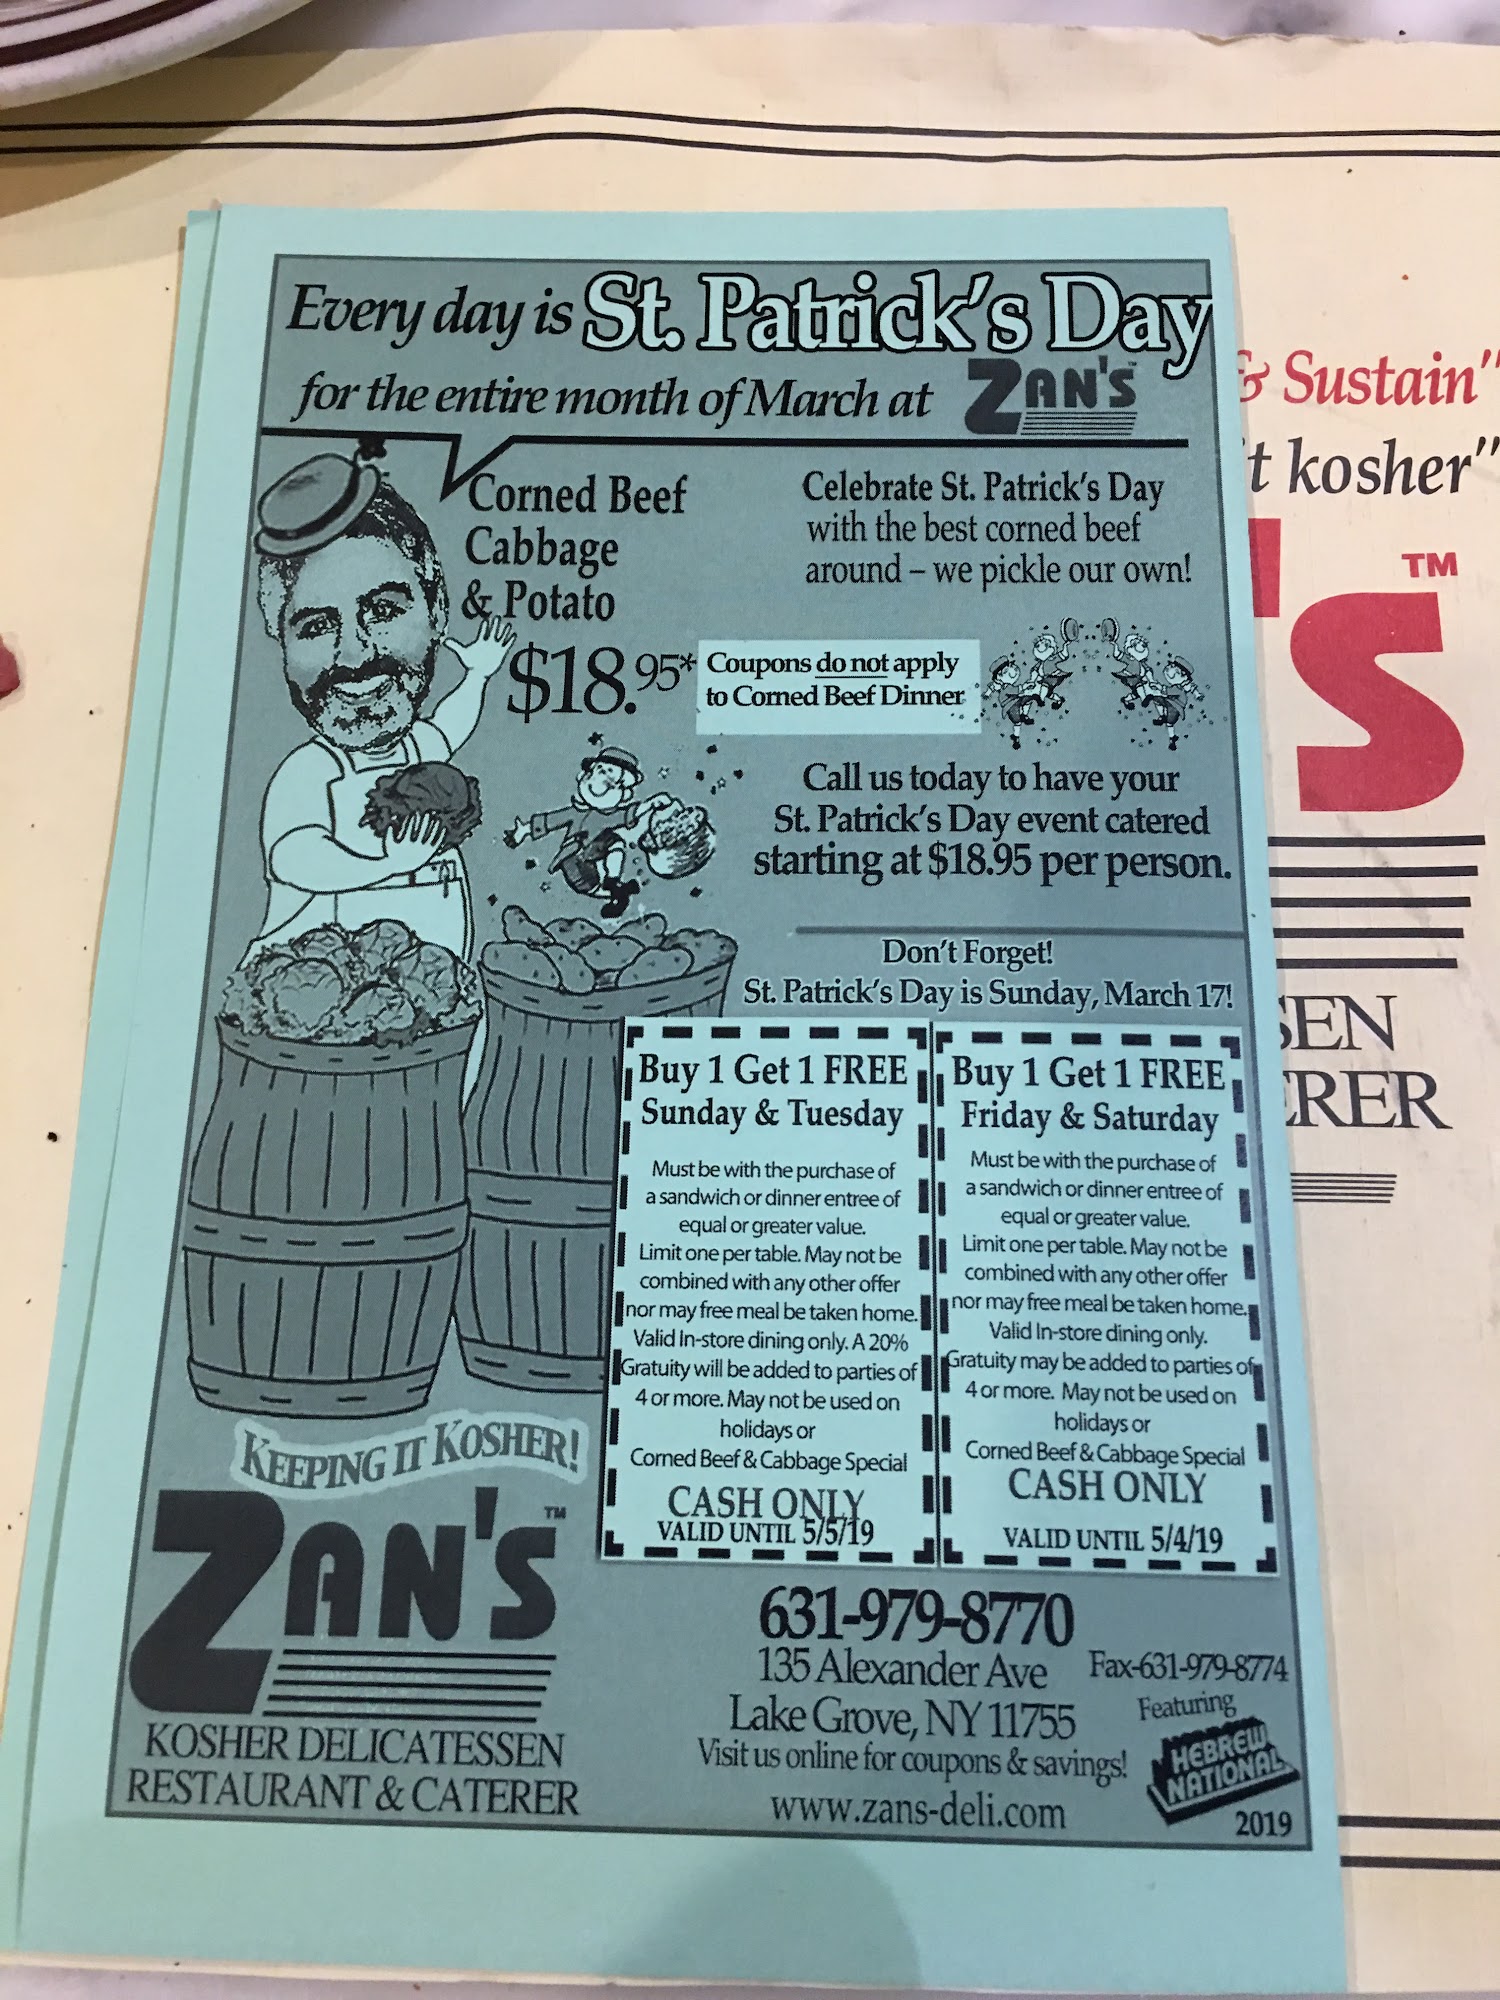 Every day is St. Patrick's Day
for the entire month of March at ZAN'S™
Corned Beef
Cabbage
& Potato
$18.95*
Coupons do not apply
to Corned Beef Dinner
Celebrate St. Patrick's Day
with the best corned beef
around – we pickle our own!
Call us today to have your
St. Patrick's Day event catered
starting at $18.95 per person.
Don't Forget!
St. Patrick's Day is Sunday, March 17!
Buy 1 Get 1 FREE
Sunday & Tuesday
Must be with the purchase of
a sandwich or dinner entree of
equal or greater value.
Limit one per table. May not be
combined with any other offer
nor may free meal be taken home.
Valid In-store dining only. A 20%
Gratuity will be added to parties of
4 or more. May not be used on
holidays or
Corned Beef & Cabbage Special
CASH ONLY
VALID UNTIL 5/5/19
Buy 1 Get 1 FREE
Friday & Saturday
Must be with the purchase of
a sandwich or dinner entree of
equal or greater value.
Limit one per table. May not be
combined with any other offer
nor may free meal be taken home.
Valid In-store dining only.
Gratuity may be added to parties of
4 or more. May not be used on
holidays or
Corned Beef & Cabbage Special
CASH ONLY
VALID UNTIL 5/4/19
KEEPING IT KOSHER!
ZAN'S™
KOSHER DELICATESSEN
RESTAURANT & CATERER
631-979-8770
135 Alexander Ave Fax-631-979-8774
Lake Grove, NY 11755
Visit us online for coupons & savings!
www.zans-deli.com
Featuring
HEBREW
NATIONAL
2019
& Sustain"
't kosher"
'S™
SEN
ERER